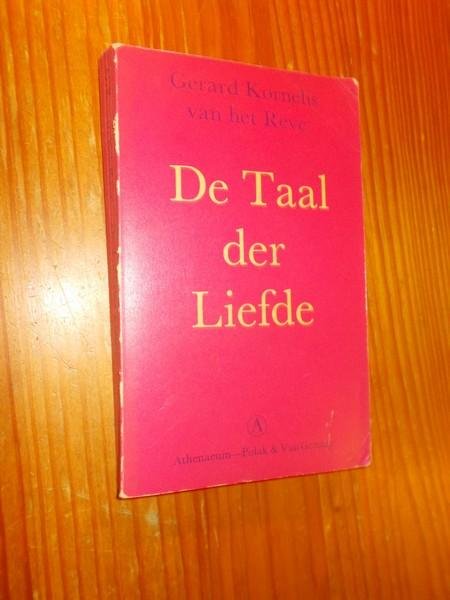 Gerard Kornelis
van het Reve
De Taal
der
Liefde
A
Athenaeum—Polak & Van Gennep